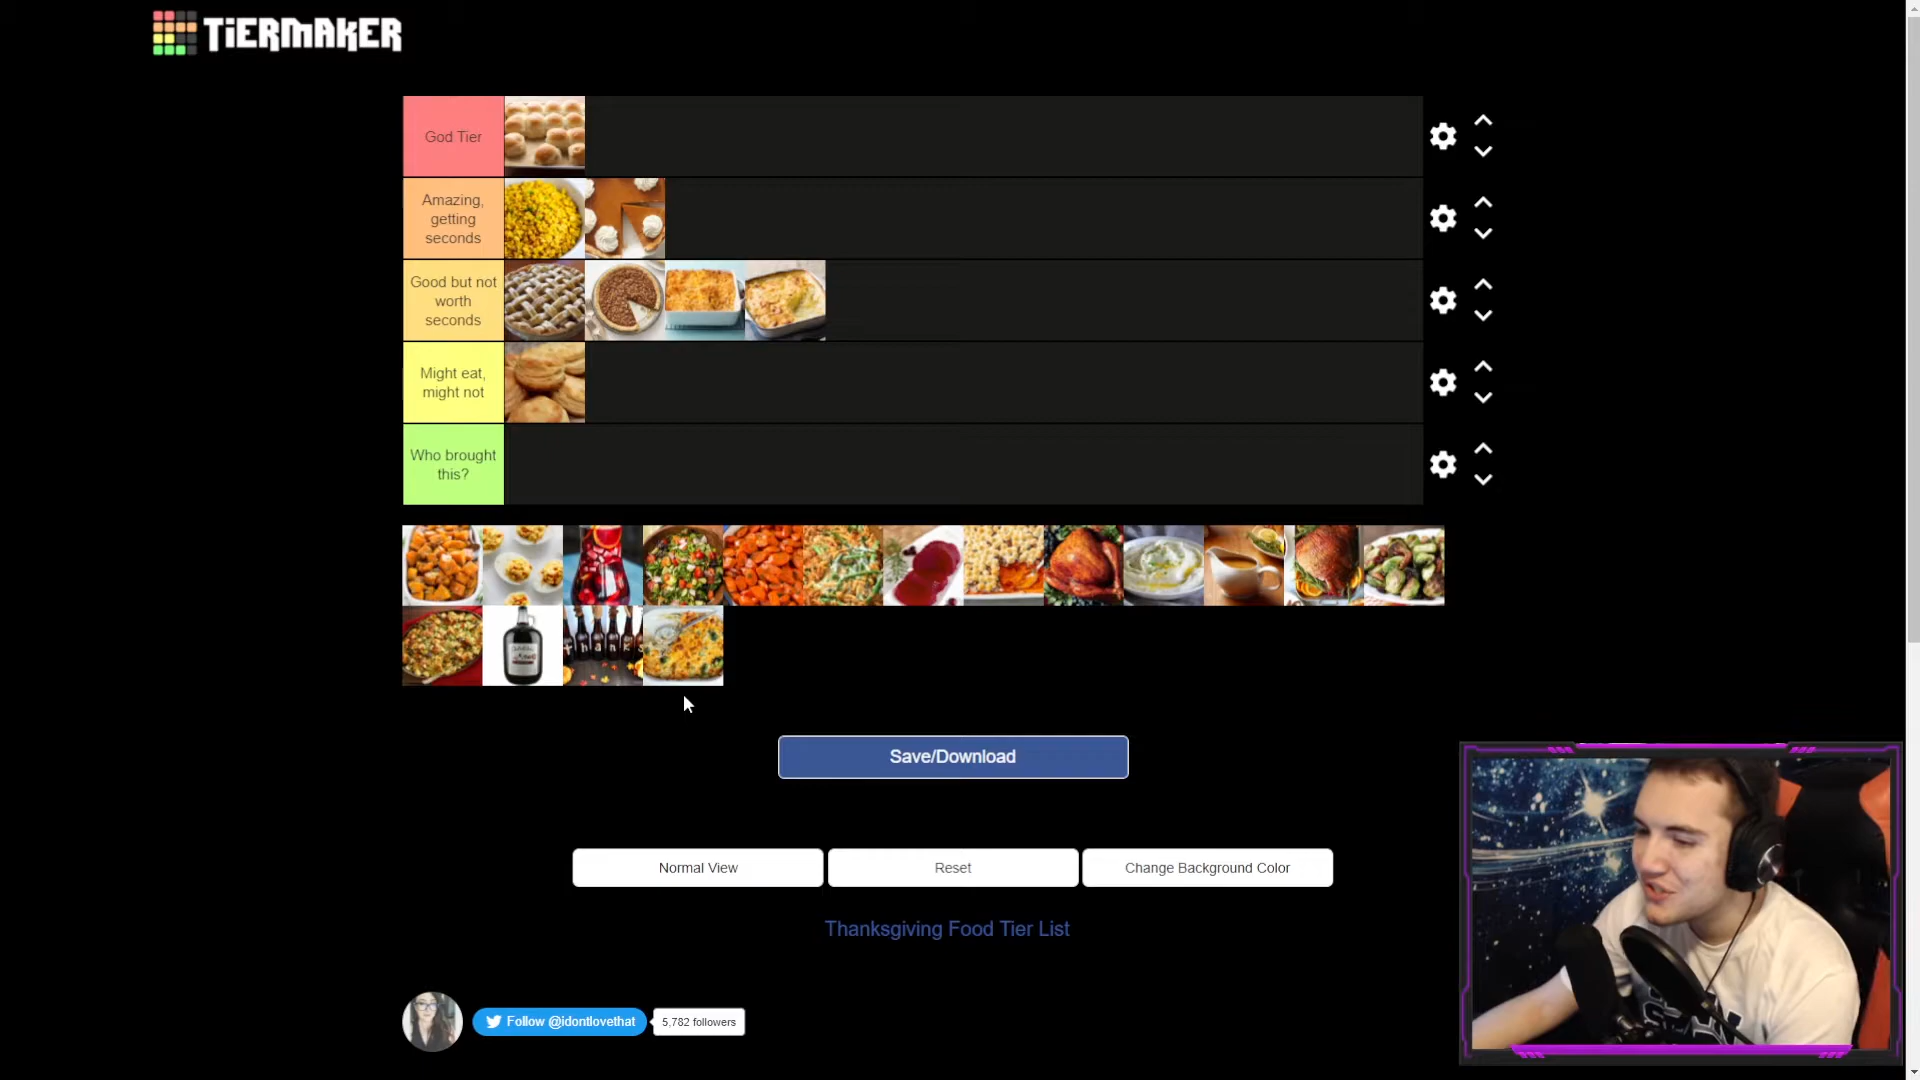 TiERMAKER
God Tier
Amazing,
getting
seconds
Good but not
worth
seconds
Might eat,
might not
Who brought
this?
thanks
Save/Download
Normal View
Reset
Change Background Color
Thanksgiving Food Tier List
Follow @idontlovethat
5,782 followers